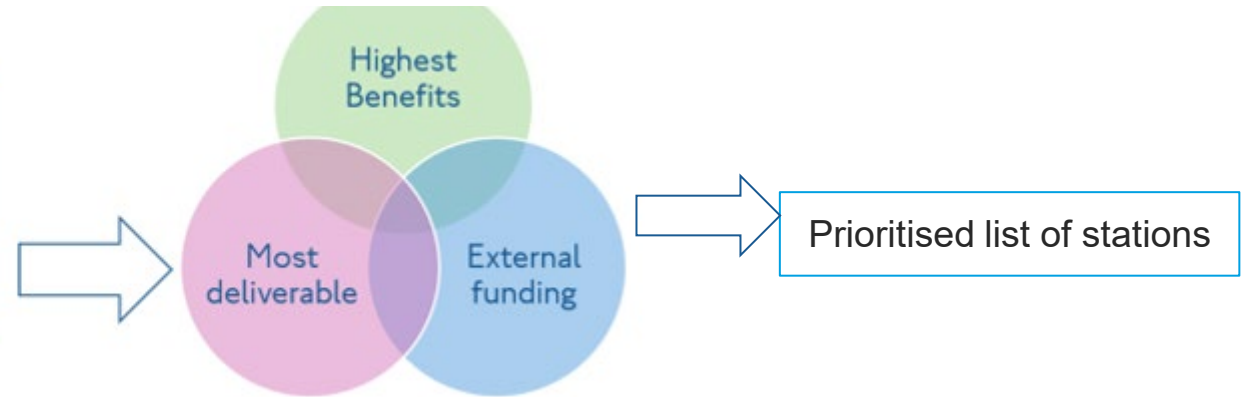 Highest
Benefits
Most
deliverable
External
funding
Prioritised list of stations